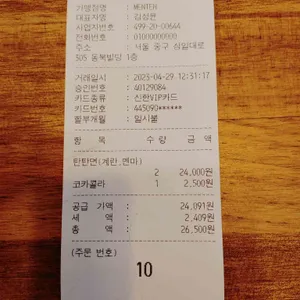 가맹점명 : MENTEN
대표자명 : 김성현
사업자번호 : 499-20-00644
전화번호 : 01000000000
주소 : 서울 중구 삼일대로
305 동북빌딩 1층
거래일시 : 2023-04-29 12:31:17
승인번호 : 40129084
카드종류 : 신한VIP카드
카드번호 : 445090******
할부개월 : 일시불
항 목 수 량 금 액
탄탄면(계란,면마)
2 24,000원
코카콜라 1 2,500원
공급 가액 : 24,091원
세 액 : 2,409원
총 액 : 26,500원
(주문 번호)
10